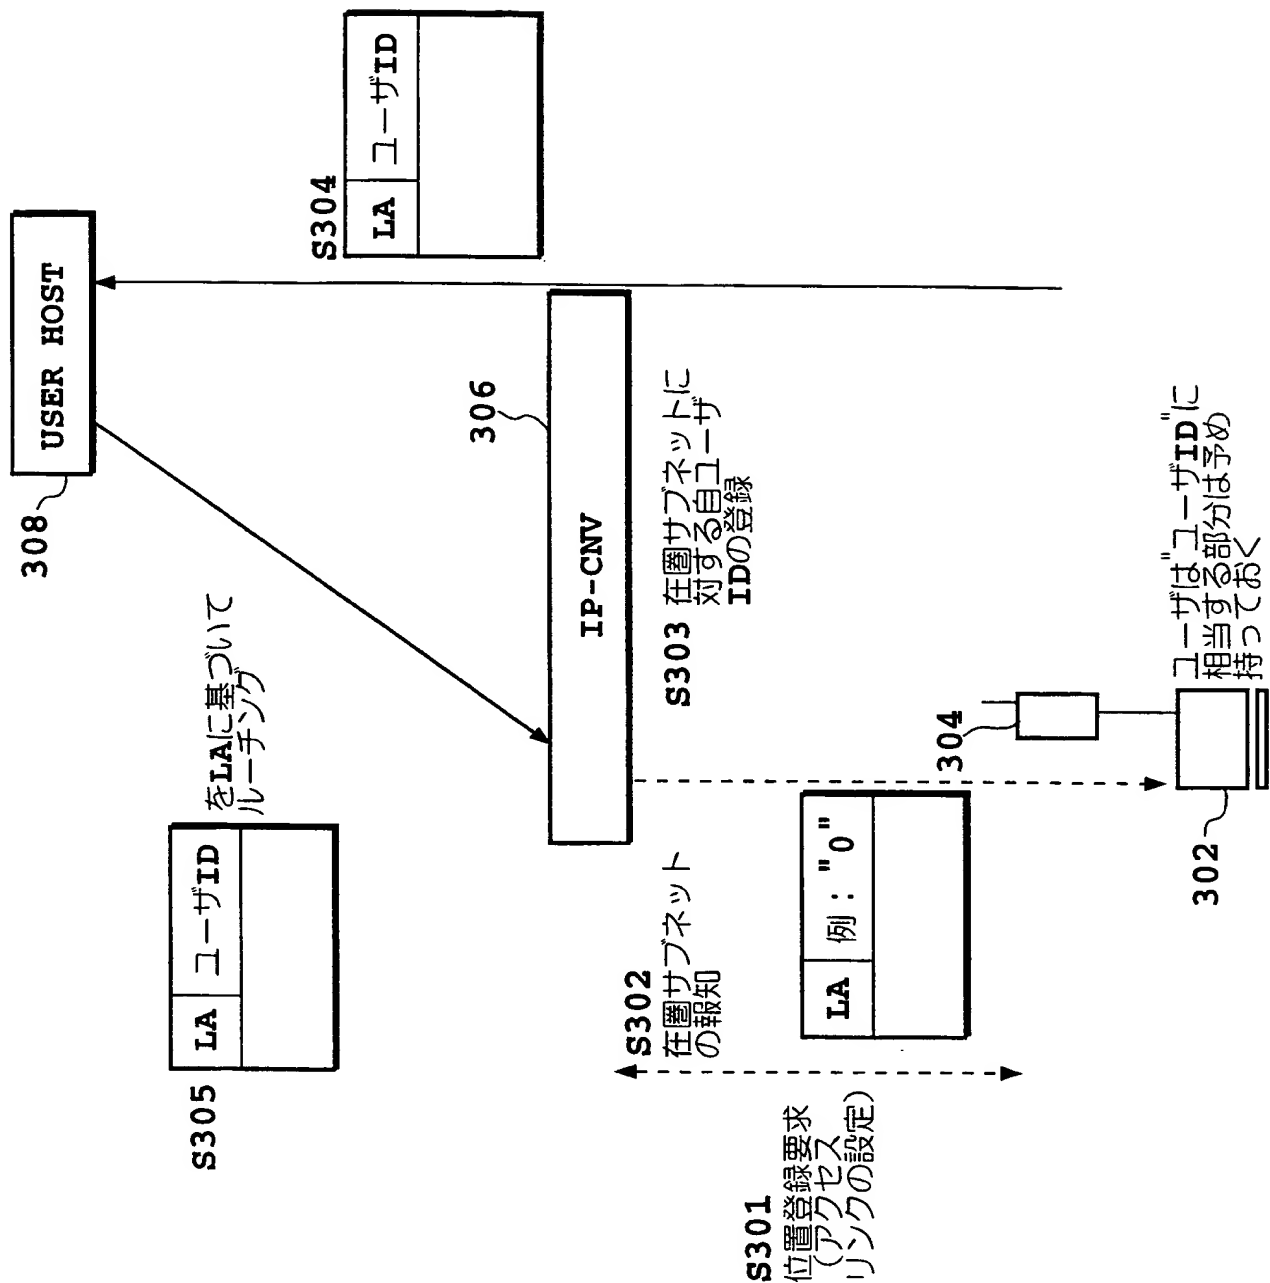 S301
位置登録要求
(アクセス
リンクの設定)
S302
在圏サブネット
の報知
LA
例："0"
S305
LA
ユーザID
をLAに基づいて
ルーチング
308
USER HOST
306
IP-CNV
S303 在圏サブネットに
対する自ユーザ
IDの登録
S304
LA
ユーザID
304
302
ユーザは"ユーザID"に
相当する部分は予め
持っておく